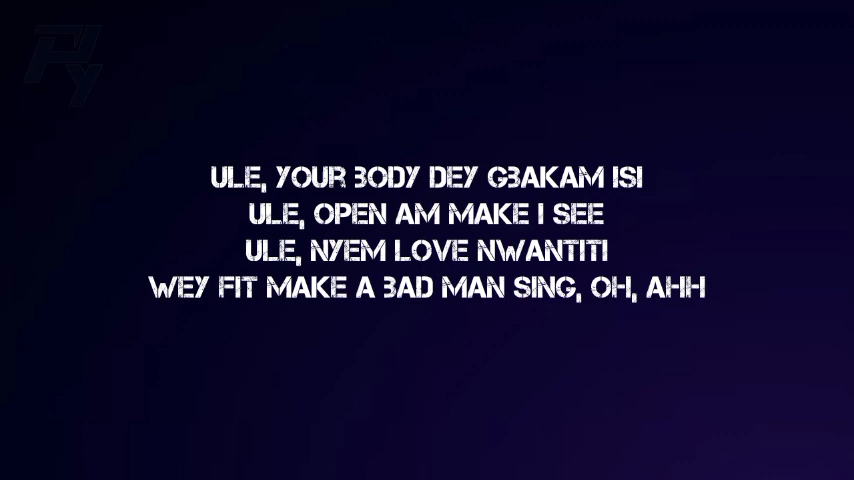 PY
ULE, YOUR BODY DEY GBAKAM ISI
ULE, OPEN AM MAKE I SEE
ULE, NYEM LOVE NWANTITI
WEY FIT MAKE A BAD MAN SING, OH, AHH